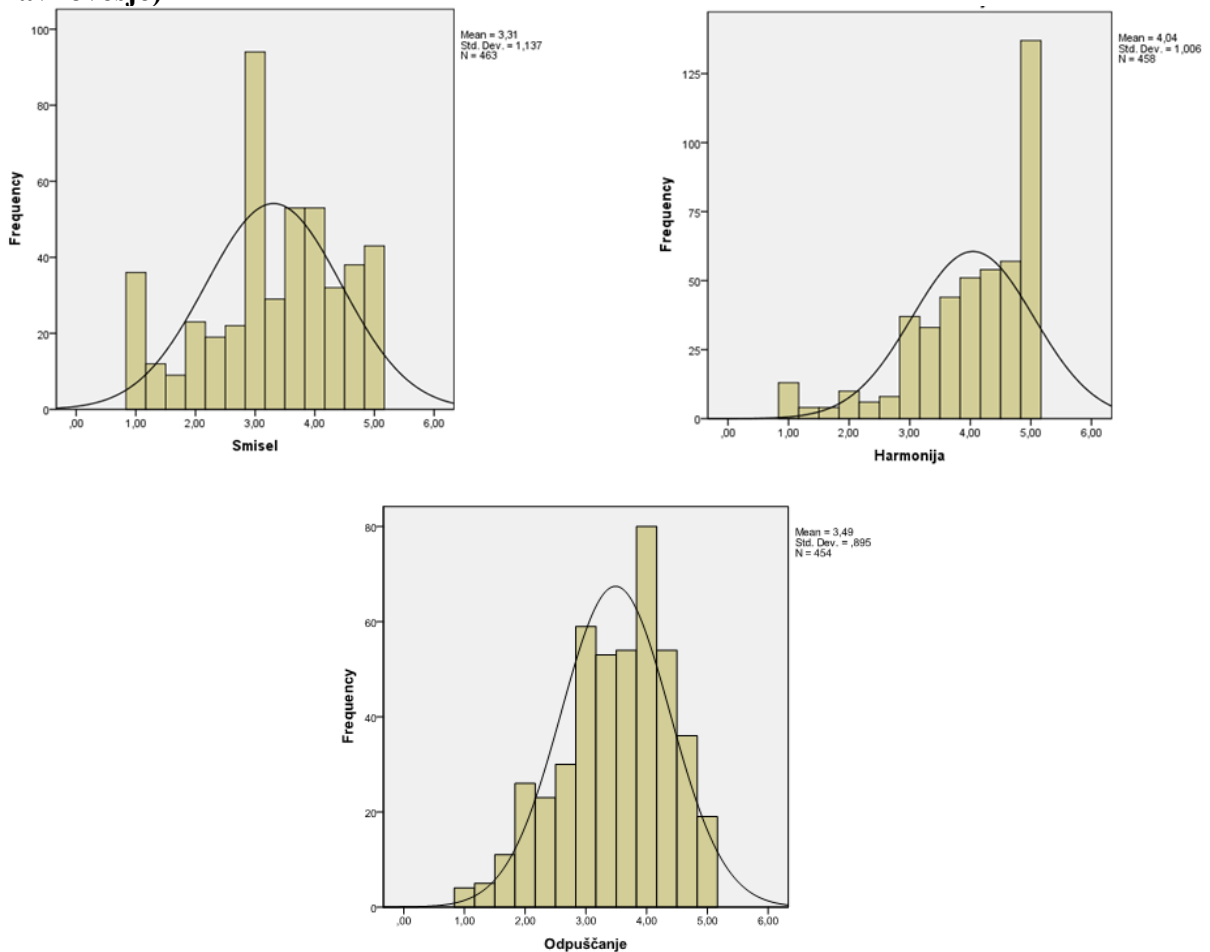 Mean = 3,31
Std. Dev. = 1,137
N = 463
100
80
60
40
20
0
Frequency
,00 1,00 2,00 3,00 4,00 5,00 6,00
Smisel
Mean = 4,04
Std. Dev. = 1,006
N = 458
125
100
75
50
25
0
Frequency
,00 1,00 2,00 3,00 4,00 5,00 6,00
Harmonija
Mean = 3,49
Std. Dev. = ,895
N = 454
80
60
40
20
0
Frequency
,00 1,00 2,00 3,00 4,00 5,00 6,00
Odpuščanje